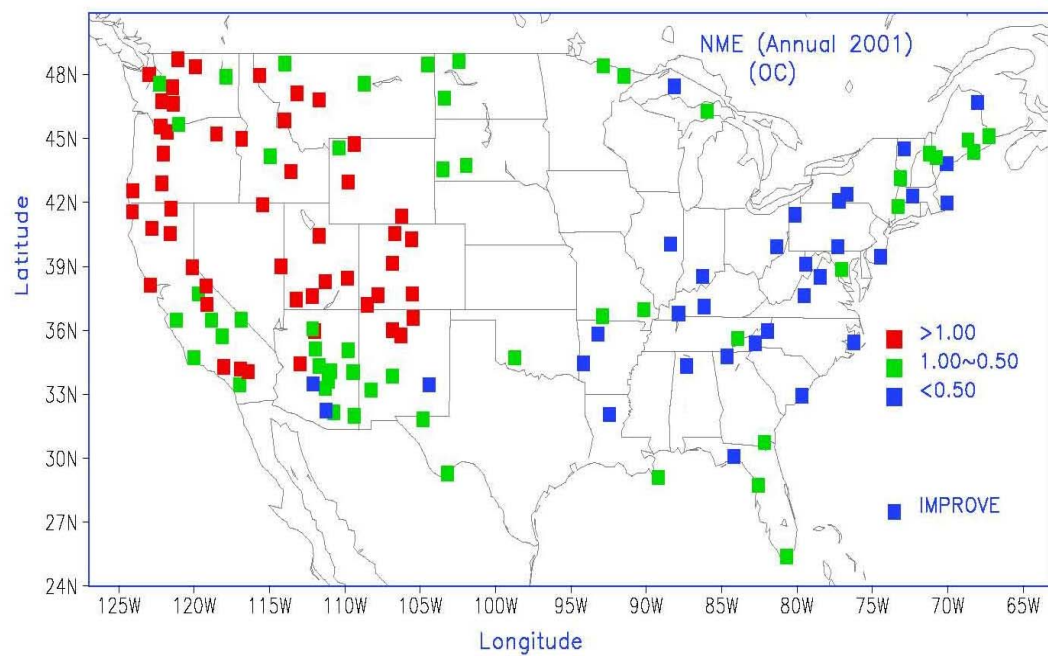 NME (Annual 2001)
(OC)
48N
45N
42N
39N
36N
33N
30N
27N
24N
Latitude
>1.00
1.00~0.50
<0.50
IMPROVE
125W 120W 115W 110W 105W 100W 95W 90W 85W 80W 75W 70W 65W
Longitude